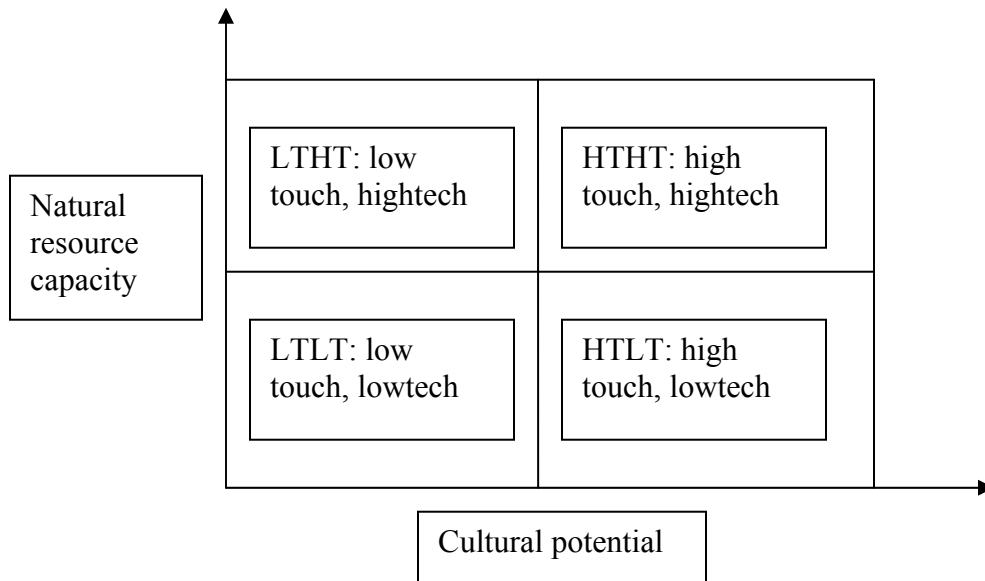 LTHT: low
touch, hightech
HTHT: high
touch, hightech
Natural
resource
capacity
LTLT: low
touch, lowtech
HTLT: high
touch, lowtech
Cultural potential